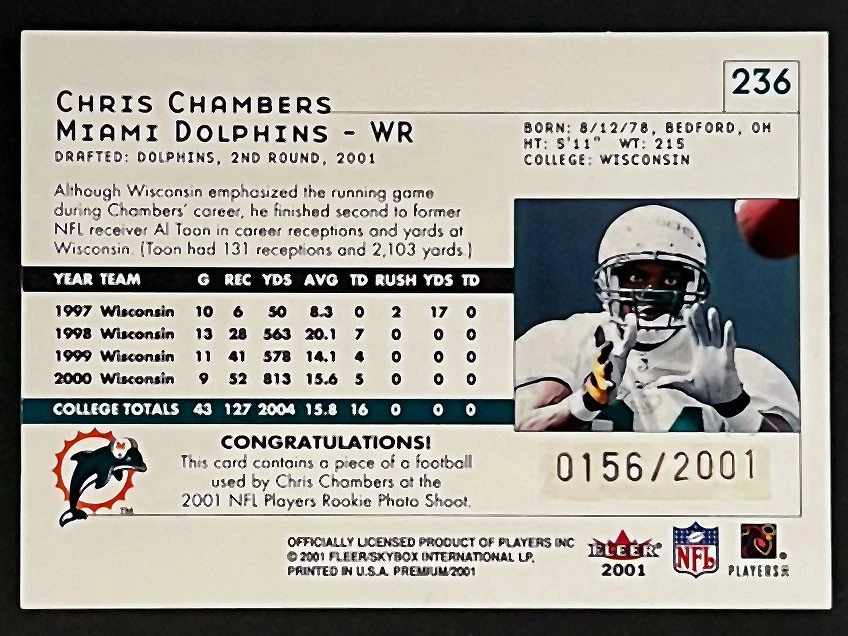 236
CHRIS CHAMBERS
MIAMI DOLPHINS - WR
DRAFTED: DOLPHINS, 2ND ROUND, 2001
BORN: 8/12/78, BEDFORD, OH
HT: 5'11" WT: 215
COLLEGE: WISCONSIN
Although Wisconsin emphasized the running game
during Chambers' career, he finished second to former
NFL receiver Al Toon in career receptions and yards at
Wisconsin. (Toon had 131 receptions and 2,103 yards.)
YEAR TEAM G REC YDS AVG TD RUSH YDS TD
1997 Wisconsin 10 6 50 8.3 0 2 17 0
1998 Wisconsin 13 28 563 20.1 7 0 0 0
1999 Wisconsin 11 41 578 14.1 4 0 0 0
2000 Wisconsin 9 52 813 15.6 5 0 0 0
COLLEGE TOTALS 43 127 2004 15.8 16 0 0 0
CONGRATULATIONS!
This card contains a piece of a football
used by Chris Chambers at the
2001 NFL Players Rookie Photo Shoot.
TM
0156/2001
OFFICIALLY LICENSED PRODUCT OF PLAYERS INC
© 2001 FLEER/SKYBOX INTERNATIONAL LP.
PRINTED IN U.S.A. PREMIUM/2001
FLEER
2001
NFL
PLAYERS